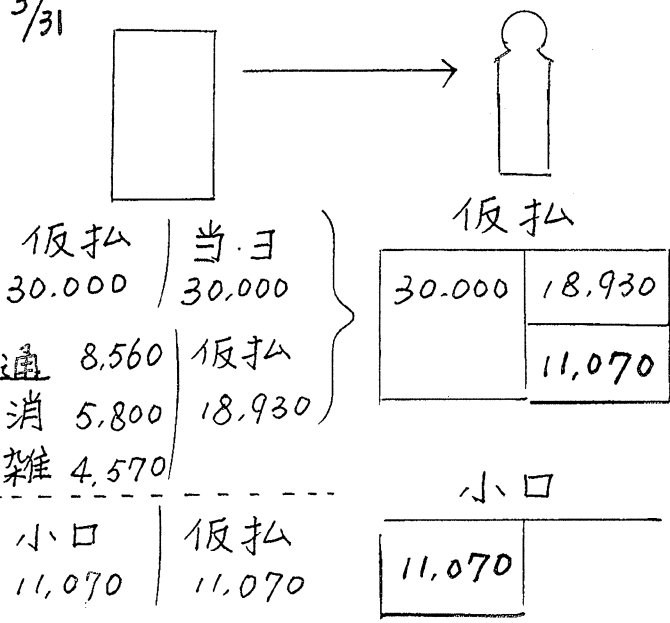 3/31
仮払 当.ヨ
30.000 30,000
通 8,560 仮払
消 5,800 18,930
雑 4,570
小口 仮払
11,070 11,070
仮払
30.000 18,930
11,070
小口
11,070